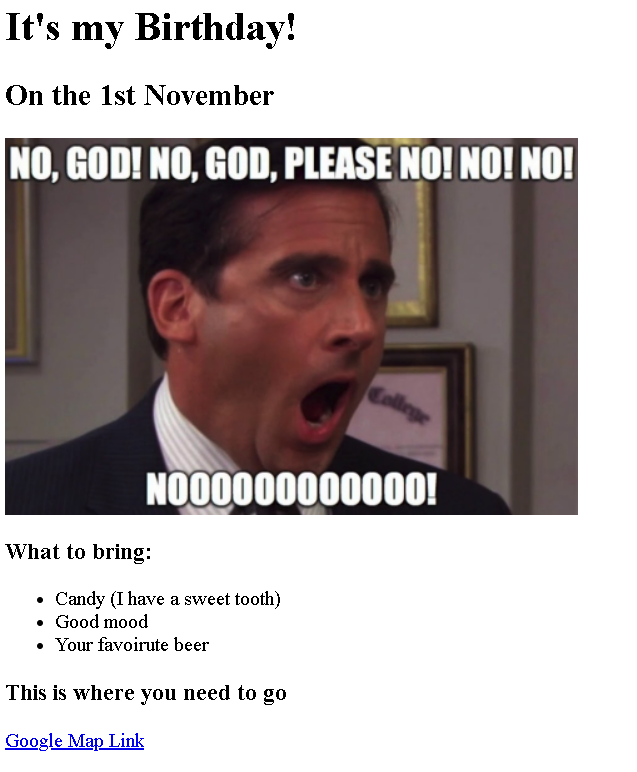 It's my Birthday!
On the 1st November
NO, GOD! NO, GOD, PLEASE NO! NO! NO!
College
NOOOOOOOOOOOO!
What to bring:
Candy (I have a sweet tooth)
Good mood
Your favoirute beer
This is where you need to go
Google Map Link